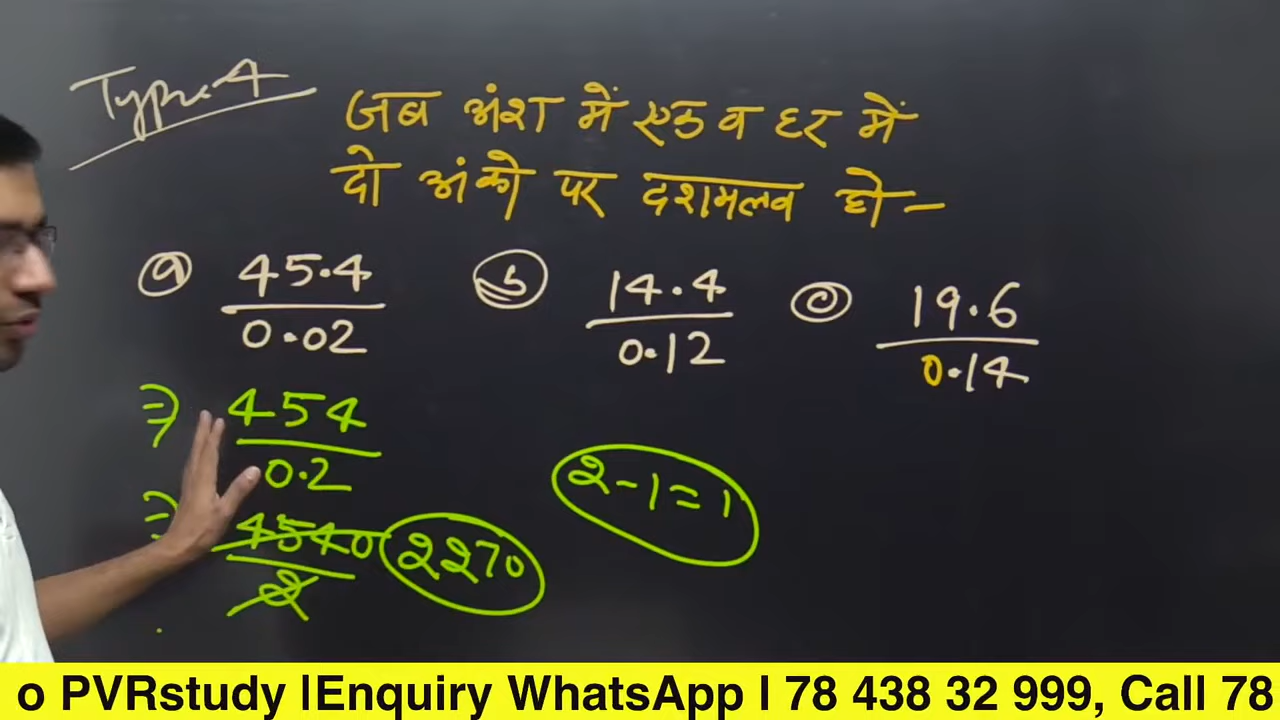 Type-4
जब अंश में एक व हर में
दो अंको पर दशमलव हो-
(a) 45.4 / 0.02
(b) 14.4 / 0.12
(c) 19.6 / 0.14
⇒ 454 / 0.2
2-1=1
⇒ 4540 / 2 2270
o PVRstudy |Enquiry WhatsApp | 78 438 32 999, Call 78